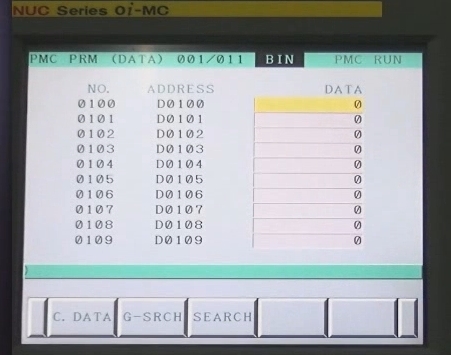 NUC Series 0i-MC
PMC PRM (DATA) 001/011 BIN PMC RUN
NO. ADDRESS DATA
0100 D0100 0
0101 D0101 0
0102 D0102 0
0103 D0103 0
0104 D0104 0
0105 D0105 0
0106 D0106 0
0107 D0107 0
0108 D0108 0
0109 D0109 0
)
C. DATA G-SRCH SEARCH